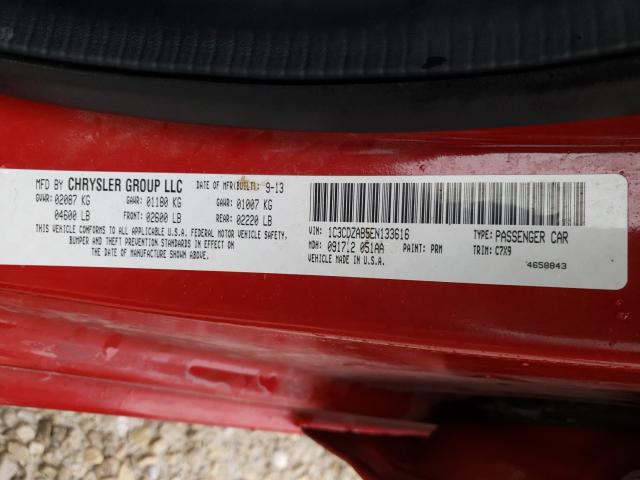 MFD BY CHRYSLER GROUP LLC DATE OF MFR(BUILT): 9-13
GVWR: 02087 KG GAWR: 01180 KG GAWR: 01007 KG
04600 LB FRONT: 02600 LB REAR: 02220 LB
THIS VEHICLE CONFORMS TO ALL APPLICABLE U.S.A. FEDERAL MOTOR VEHICLE SAFETY,
BUMPER AND THEFT PREVENTION STANDARDS IN EFFECT ON
THE DATE OF MANUFACTURE SHOWN ABOVE.
VIN: 1C3CDZAB5EN133616 TYPE: PASSENGER CAR
MDH: 091712 051AA PAINT: PRM TRIM: C7X9
VEHICLE MADE IN U.S.A. 4658843